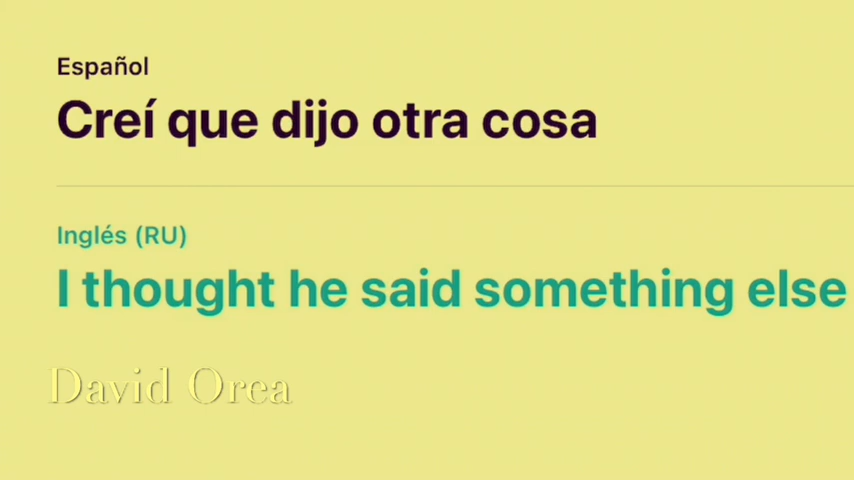 Español
Creí que dijo otra cosa
Inglés (RU)
I thought he said something else
David Orea